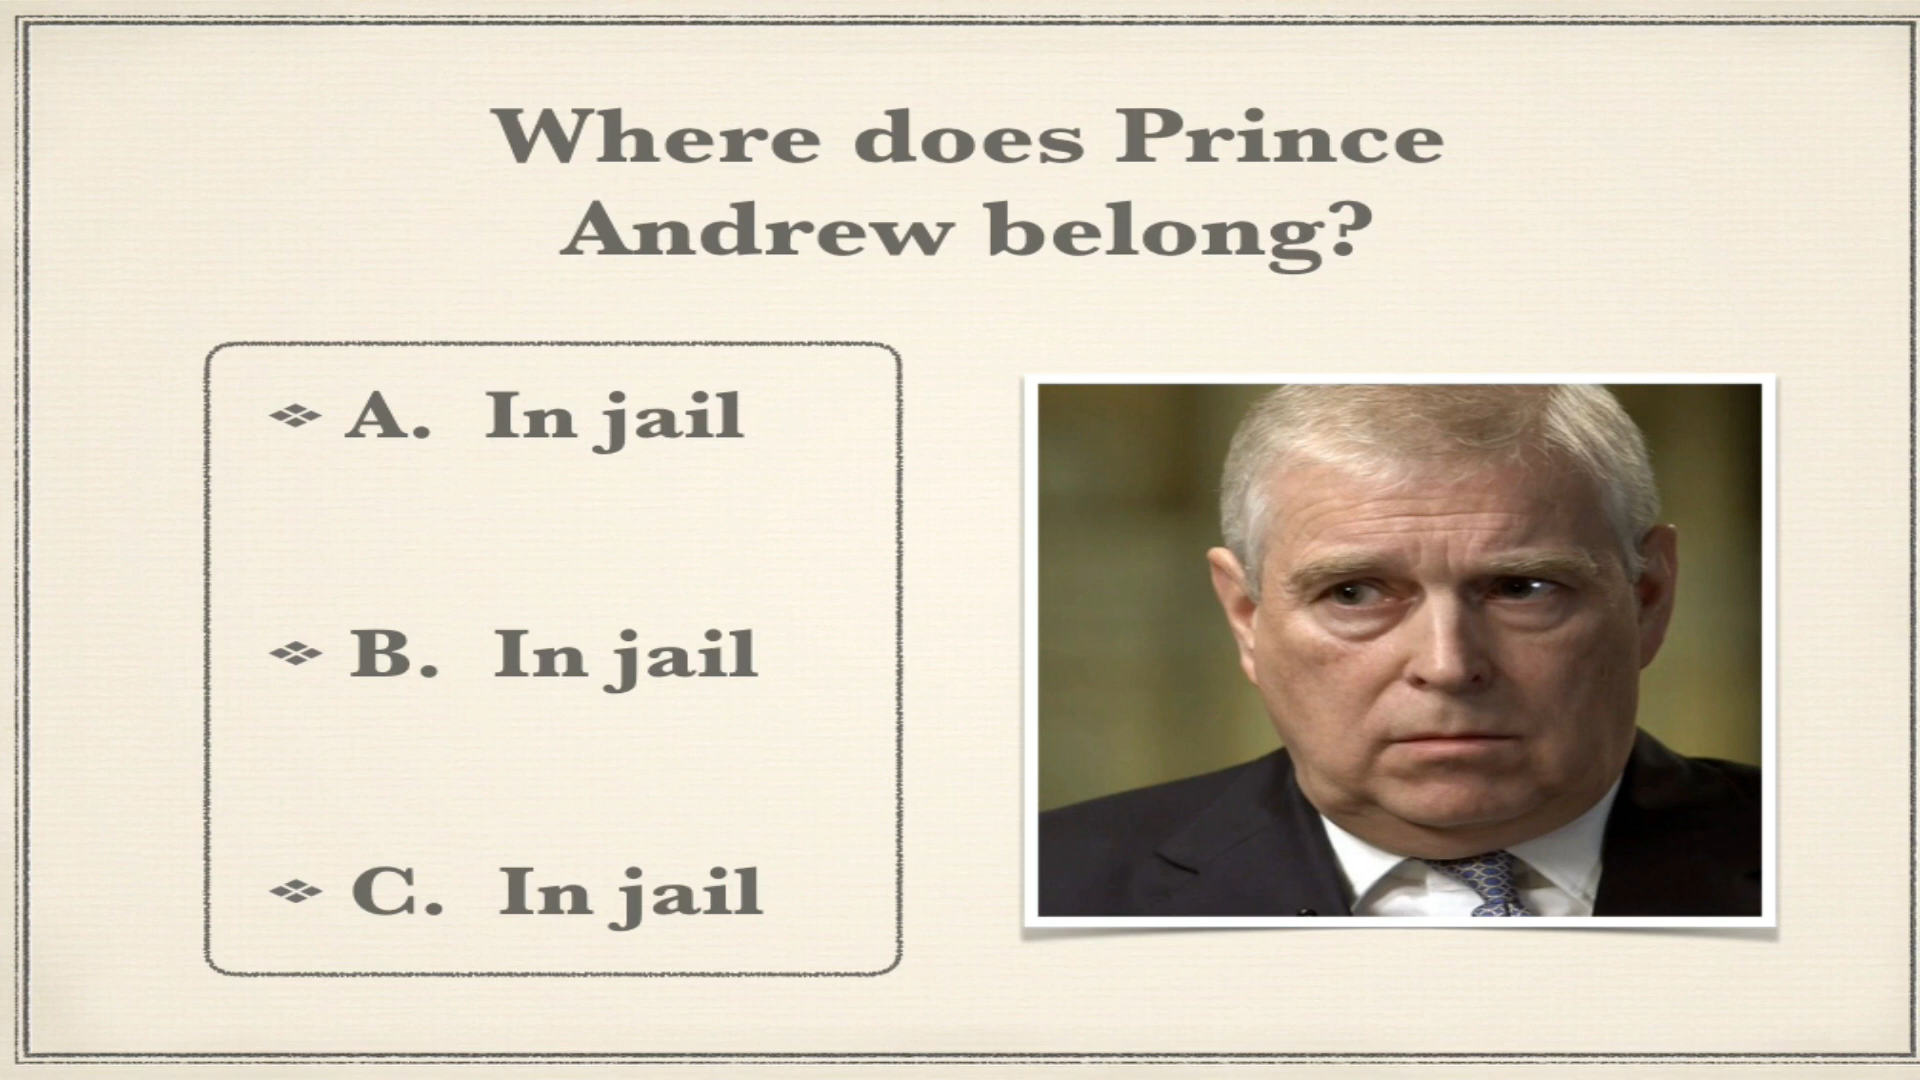 Where does Prince
Andrew belong?
A. In jail
B. In jail
C. In jail